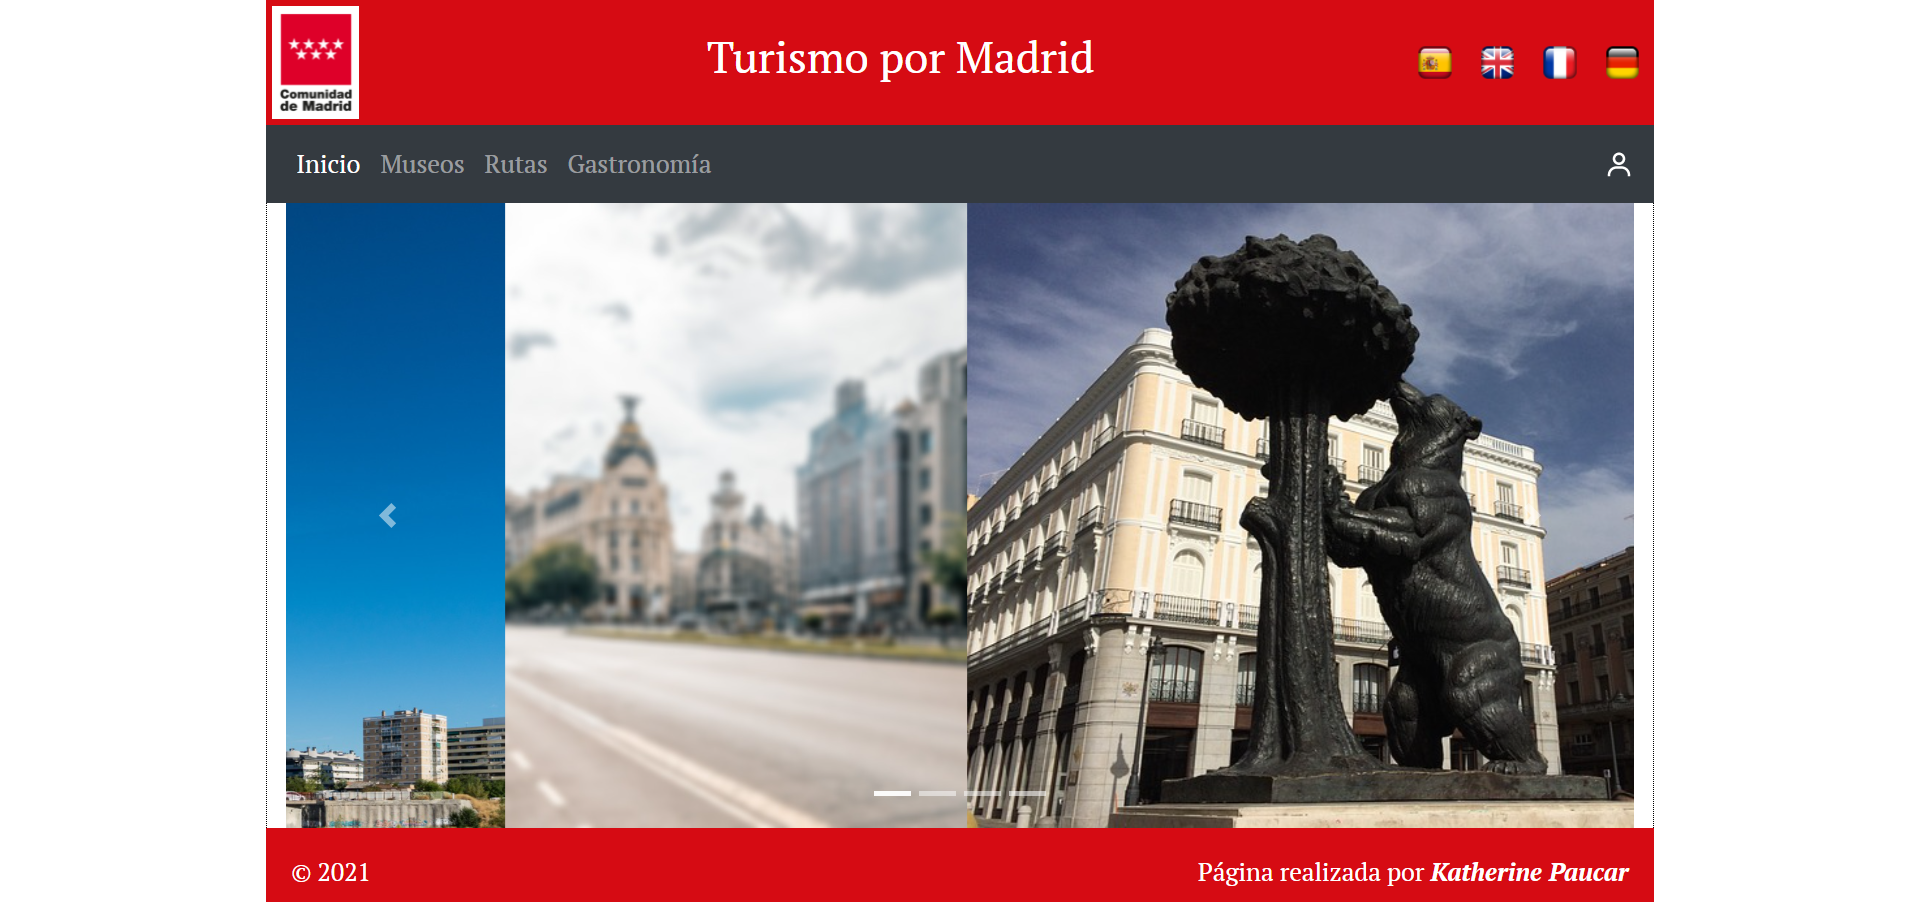 Comunidad
de Madrid
Turismo por Madrid
Inicio Museos Rutas Gastronomía
© 2021
Página realizada por Katherine Paucar